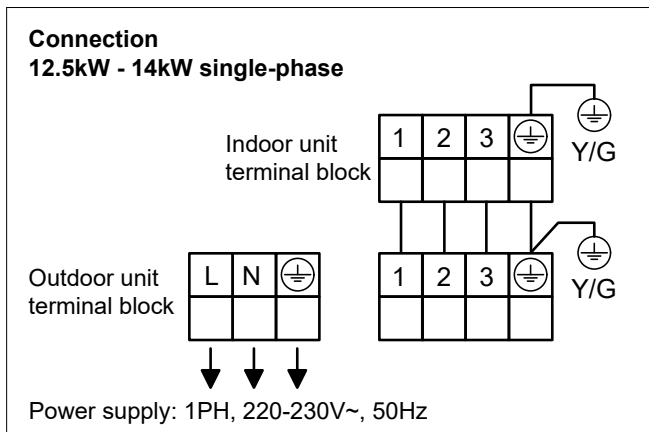 Connection
12.5kW - 14kW single-phase
Indoor unit
terminal block
1 2 3
Y/G
Outdoor unit
terminal block
L N
1 2 3
Y/G
Power supply: 1PH, 220-230V~, 50Hz